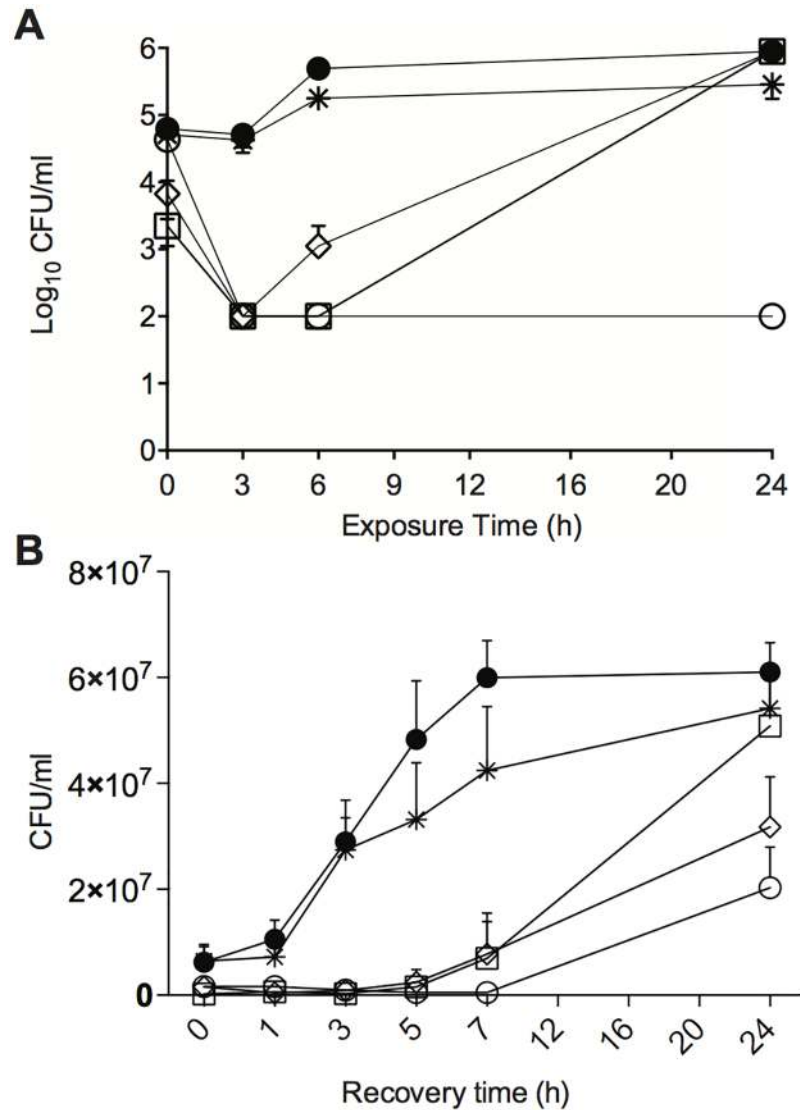 A
6
5
4
3
2
1
0
Log₁₀ CFU/ml
0 3 6 9 12 16 20 24
Exposure Time (h)
B
8×10⁷
6×10⁷
4×10⁷
2×10⁷
0
CFU/ml
0 1 3 5 7 12 16 20 24
Recovery time (h)